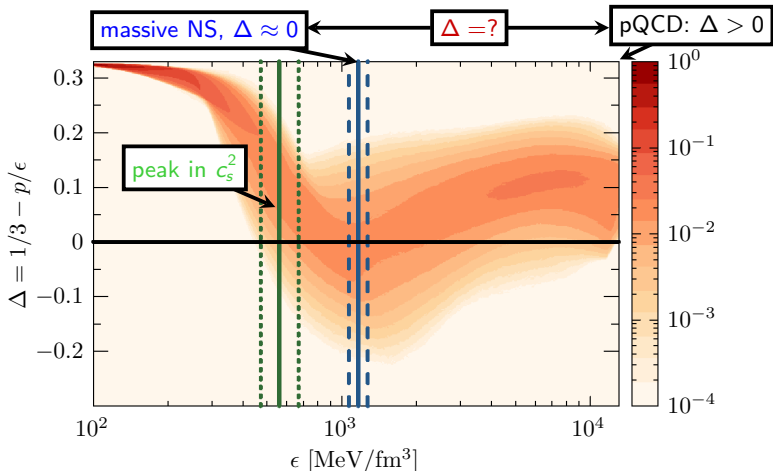 massive NS, Δ ≈ 0
Δ =?
pQCD: Δ > 0
peak in c_s^2
Δ = 1/3 − p/ϵ
0.3
0.2
0.1
0
−0.1
−0.2
10^2
10^3
10^4
ϵ [MeV/fm^3]
10^0
10^−1
10^−2
10^−3
10^−4